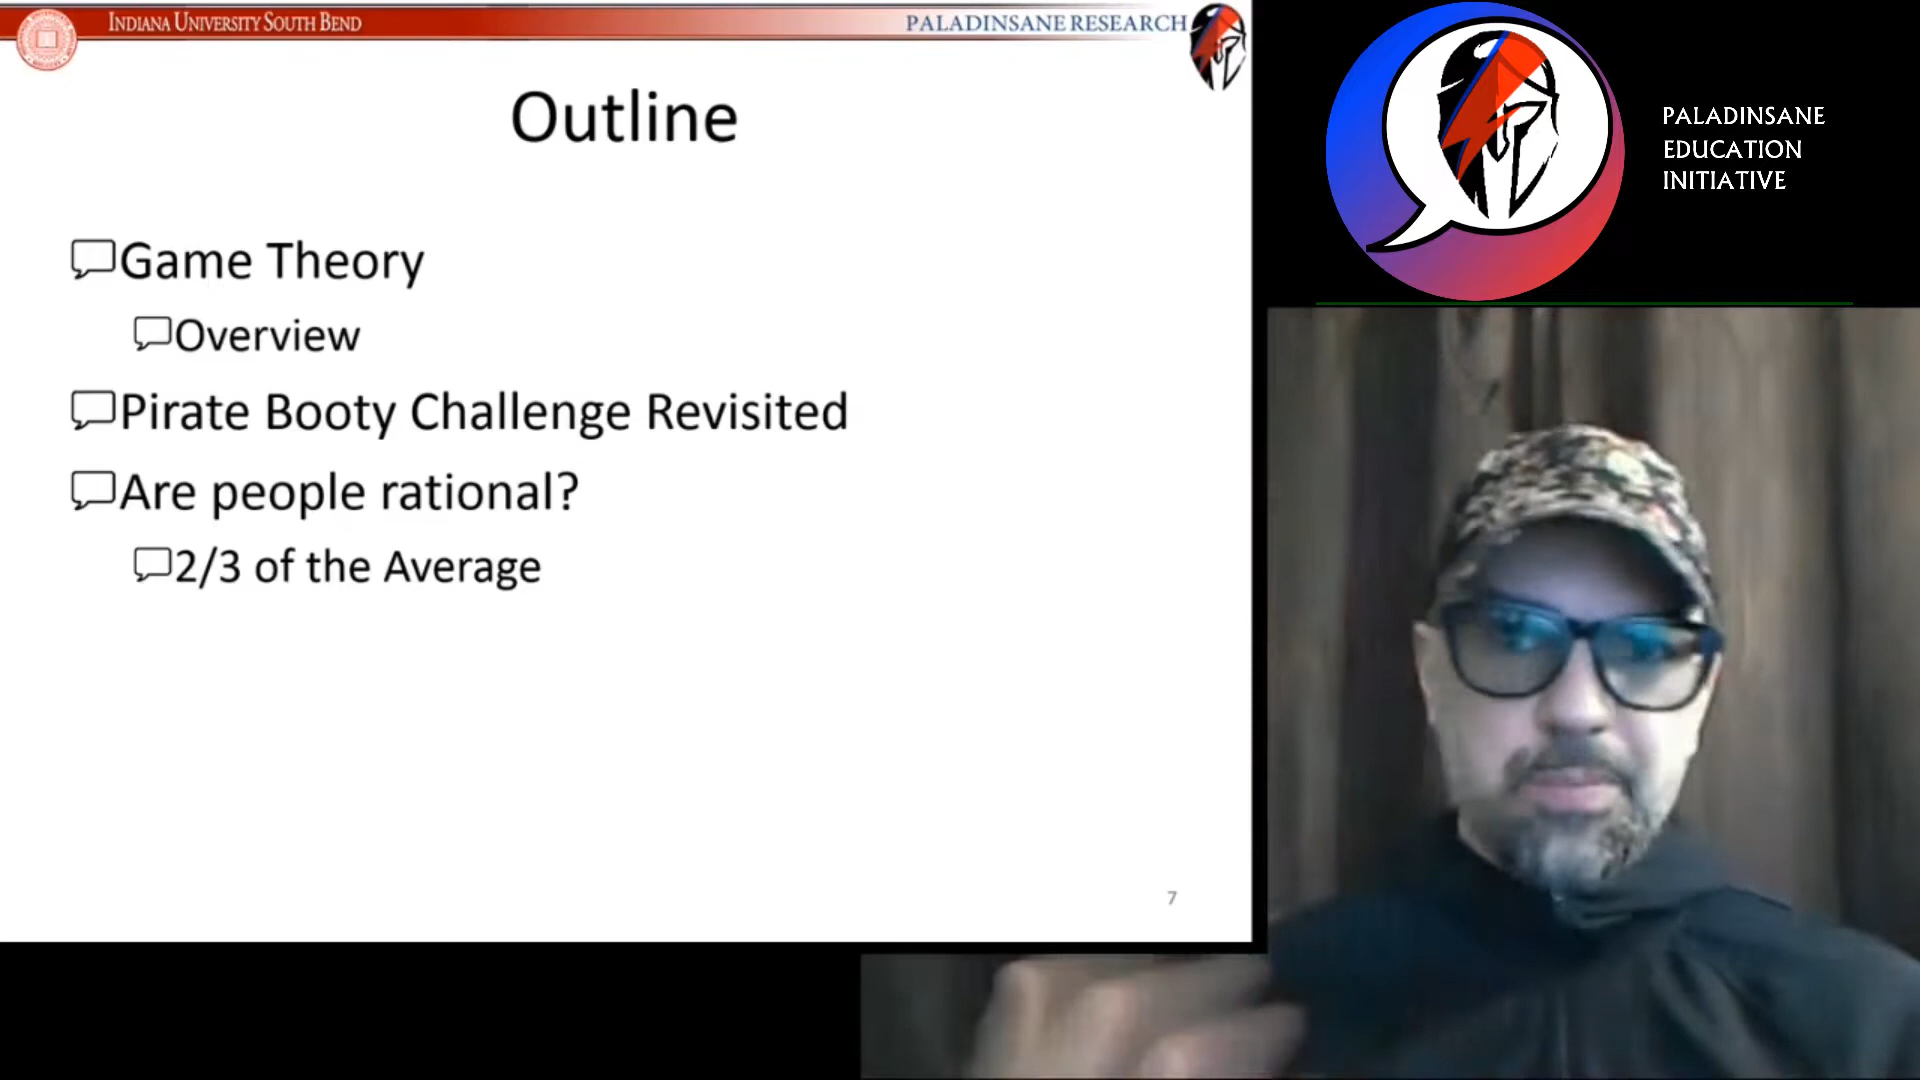 INDIANA UNIVERSITY SOUTH BEND
PALADINSANE RESEARCH
Outline
Game Theory
Overview
Pirate Booty Challenge Revisited
Are people rational?
2/3 of the Average
7
PALADINSANE
EDUCATION
INITIATIVE